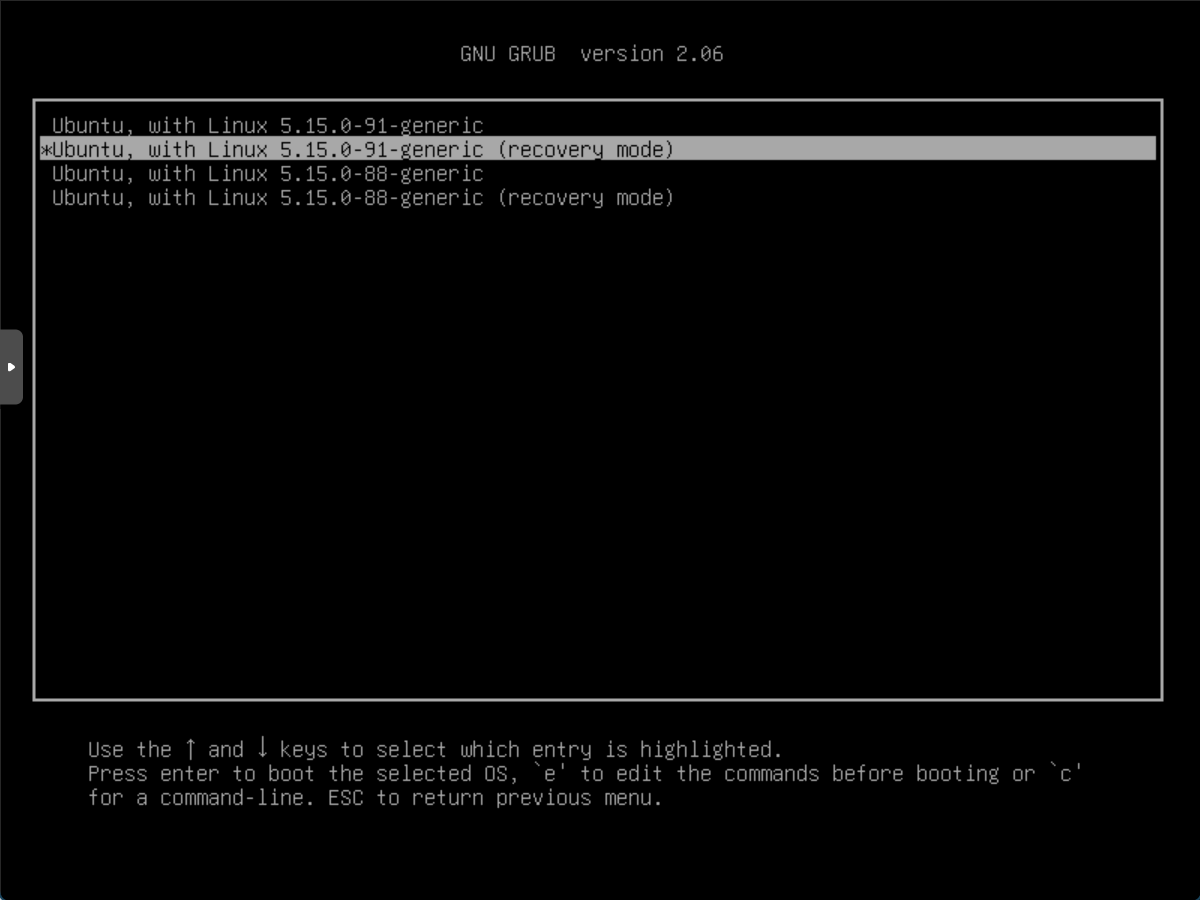 GNU GRUB  version 2.06
Ubuntu, with Linux 5.15.0-91-generic
*Ubuntu, with Linux 5.15.0-91-generic (recovery mode)
Ubuntu, with Linux 5.15.0-88-generic
Ubuntu, with Linux 5.15.0-88-generic (recovery mode)
Use the ↑ and ↓ keys to select which entry is highlighted.
Press enter to boot the selected OS, `e' to edit the commands before booting or `c'
for a command-line. ESC to return previous menu.